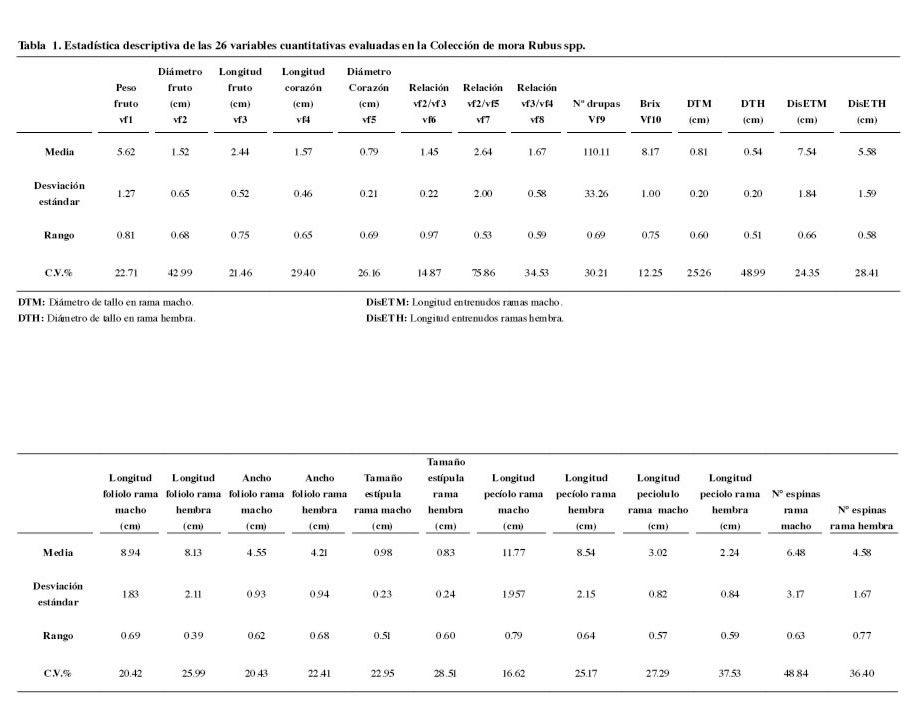 Tabla 1. Estadística descriptiva de las 26 variables cuantitativas evaluadas en la Colección de mora Rubus spp.
Peso fruto vf1 Diámetro fruto (cm) vf2 Longitud fruto (cm) vf3 Longitud corazón (cm) vf4 Diámetro Corazón (cm) vf5 Relación vf2/vf3 vf6 Relación vf2/vf5 vf7 Relación vf3/vf4 vf8 Nº drupas Vf9 Brix Vf10 DTM (cm) DTH (cm) DisETM (cm) DisETH (cm)
Media 5.62 1.52 2.44 1.57 0.79 1.45 2.64 1.67 110.11 8.17 0.81 0.54 7.54 5.58
Desviación estándar 1.27 0.65 0.52 0.46 0.21 0.22 2.00 0.58 33.26 1.00 0.20 0.20 1.84 1.59
Rango 0.81 0.68 0.75 0.65 0.69 0.97 0.53 0.59 0.69 0.75 0.60 0.51 0.66 0.58
C.V.% 22.71 42.99 21.46 29.40 26.16 14.87 75.86 34.53 30.21 12.25 25.26 48.99 24.35 28.41
DTM: Diámetro de tallo en rama macho. DisETM: Longitud entrenudos ramas macho.
DTH: Diámetro de tallo en rama hembra. DisETH: Longitud entrenudos ramas hembra.
Longitud foliolo rama macho (cm) Longitud foliolo rama hembra (cm) Ancho foliolo rama macho (cm) Ancho foliolo rama hembra (cm) Tamaño estípula rama macho (cm) Tamaño estípula rama hembra (cm) Longitud pecíolo rama macho (cm) Longitud pecíolo rama hembra (cm) Longitud peciolulo rama macho (cm) Longitud peciolo rama hembra (cm) Nº espinas rama macho Nº espinas rama hembra
Media 8.94 8.13 4.55 4.21 0.98 0.83 11.77 8.54 3.02 2.24 6.48 4.58
Desviación estándar 1.83 2.11 0.93 0.94 0.23 0.24 1.957 2.15 0.82 0.84 3.17 1.67
Rango 0.69 0.39 0.62 0.68 0.51 0.60 0.79 0.64 0.57 0.59 0.63 0.77
C.V.% 20.42 25.99 20.43 22.41 22.95 28.51 16.62 25.17 27.29 37.53 48.84 36.40